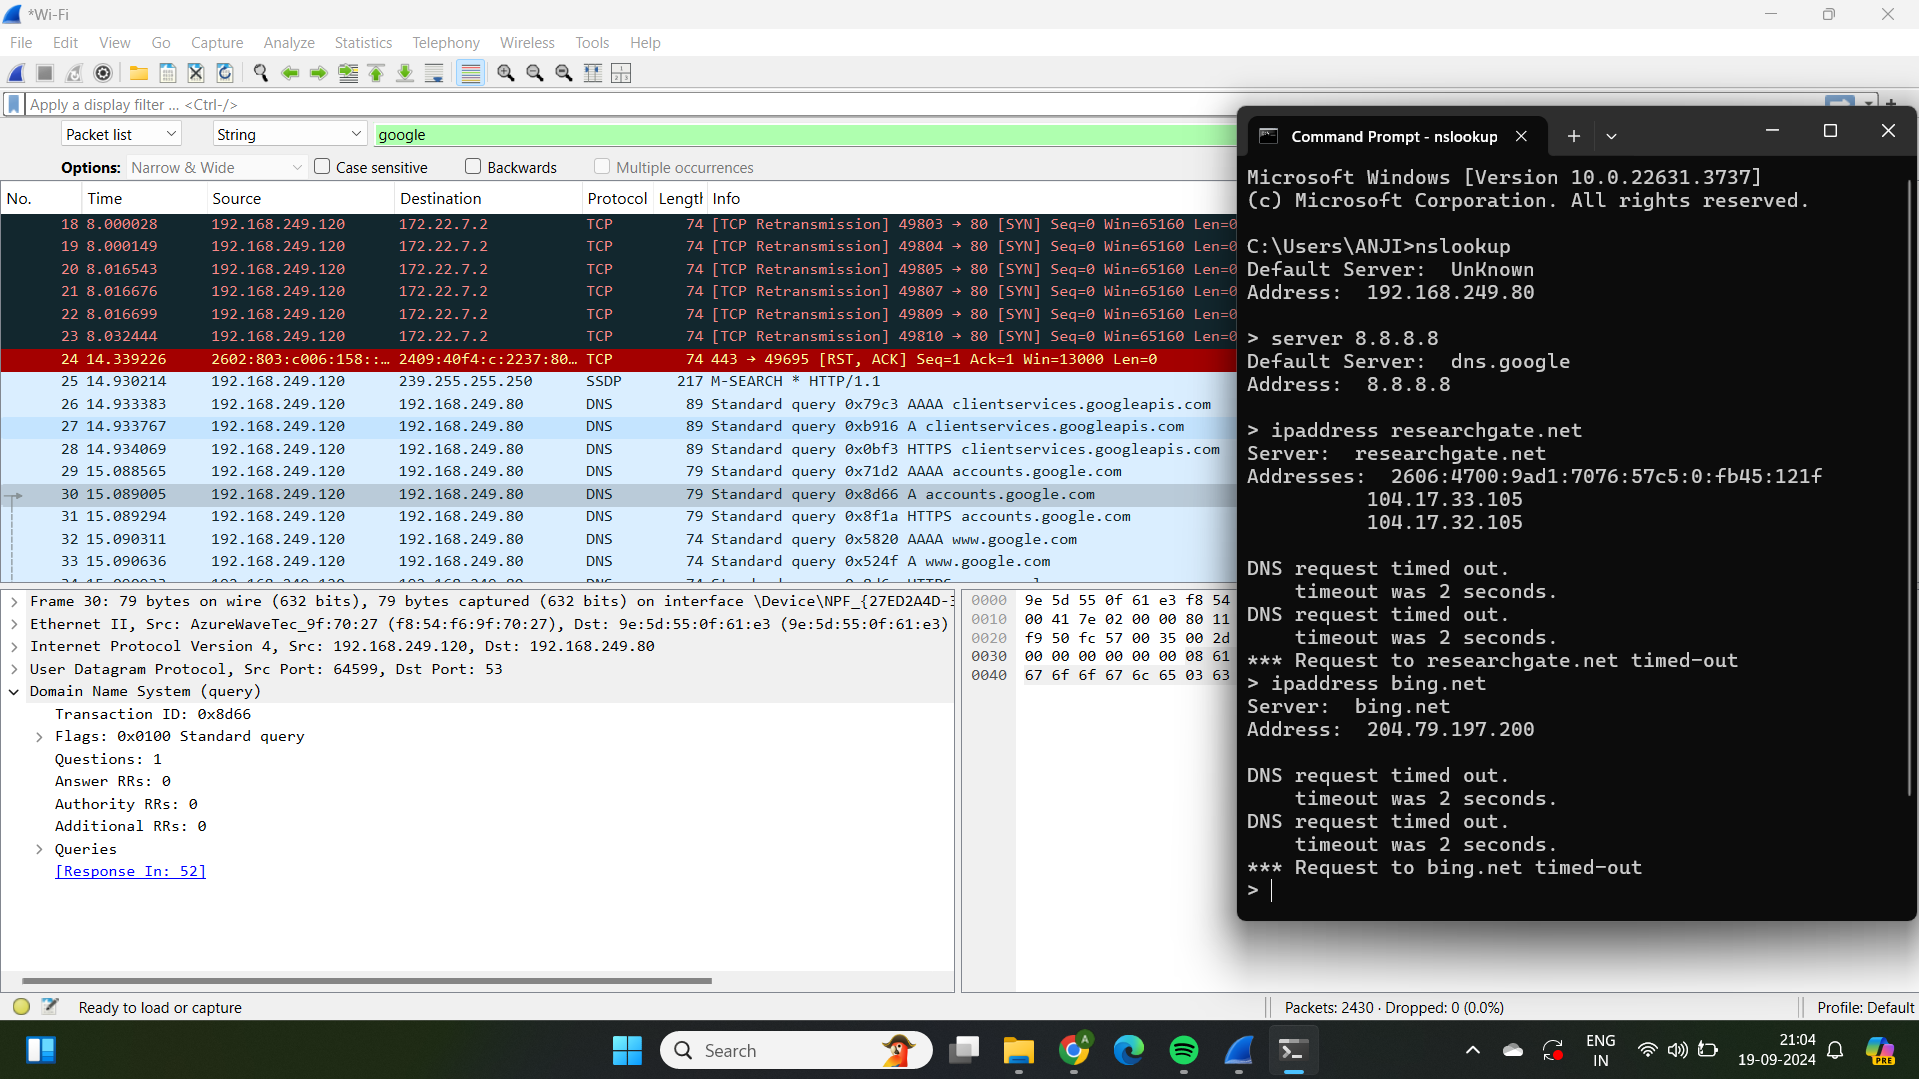 *Wi-Fi
File Edit View Go Capture Analyze Statistics Telephony Wireless Tools Help
Apply a display filter ... <Ctrl-/>
Packet list String google
Options: Narrow & Wide Case sensitive Backwards Multiple occurrences
No. Time Source Destination Protocol Length Info
18 8.000028 192.168.249.120 172.22.7.2 TCP 74 [TCP Retransmission] 49803 → 80 [SYN] Seq=0 Win=65160 Len=0
19 8.000149 192.168.249.120 172.22.7.2 TCP 74 [TCP Retransmission] 49804 → 80 [SYN] Seq=0 Win=65160 Len=0
20 8.016543 192.168.249.120 172.22.7.2 TCP 74 [TCP Retransmission] 49805 → 80 [SYN] Seq=0 Win=65160 Len=0
21 8.016676 192.168.249.120 172.22.7.2 TCP 74 [TCP Retransmission] 49807 → 80 [SYN] Seq=0 Win=65160 Len=0
22 8.016699 192.168.249.120 172.22.7.2 TCP 74 [TCP Retransmission] 49809 → 80 [SYN] Seq=0 Win=65160 Len=0
23 8.032444 192.168.249.120 172.22.7.2 TCP 74 [TCP Retransmission] 49810 → 80 [SYN] Seq=0 Win=65160 Len=0
24 14.339226 2602:803:c006:158::… 2409:40f4:c:2237:80… TCP 74 443 → 49695 [RST, ACK] Seq=1 Ack=1 Win=13000 Len=0
25 14.930214 192.168.249.120 239.255.255.250 SSDP 217 M-SEARCH * HTTP/1.1
26 14.933383 192.168.249.120 192.168.249.80 DNS 89 Standard query 0x79c3 AAAA clientservices.googleapis.com
27 14.933767 192.168.249.120 192.168.249.80 DNS 89 Standard query 0xb916 A clientservices.googleapis.com
28 14.934069 192.168.249.120 192.168.249.80 DNS 89 Standard query 0x0bf3 HTTPS clientservices.googleapis.com
29 15.088565 192.168.249.120 192.168.249.80 DNS 79 Standard query 0x71d2 AAAA accounts.google.com
30 15.089005 192.168.249.120 192.168.249.80 DNS 79 Standard query 0x8d66 A accounts.google.com
31 15.089294 192.168.249.120 192.168.249.80 DNS 79 Standard query 0x8f1a HTTPS accounts.google.com
32 15.090311 192.168.249.120 192.168.249.80 DNS 74 Standard query 0x5820 AAAA www.google.com
33 15.090636 192.168.249.120 192.168.249.80 DNS 74 Standard query 0x524f A www.google.com
Frame 30: 79 bytes on wire (632 bits), 79 bytes captured (632 bits) on interface \Device\NPF_{27ED2A4D-
Ethernet II, Src: AzureWaveTec_9f:70:27 (f8:54:f6:9f:70:27), Dst: 9e:5d:55:0f:61:e3 (9e:5d:55:0f:61:e3)
Internet Protocol Version 4, Src: 192.168.249.120, Dst: 192.168.249.80
User Datagram Protocol, Src Port: 64599, Dst Port: 53
Domain Name System (query)
Transaction ID: 0x8d66
Flags: 0x0100 Standard query
Questions: 1
Answer RRs: 0
Authority RRs: 0
Additional RRs: 0
Queries
[Response In: 52]
0000 9e 5d 55 0f 61 e3 f8 54
0010 00 41 7e 02 00 00 80 11
0020 f9 50 fc 57 00 35 00 2d
0030 00 00 00 00 00 00 08 61
0040 67 6f 6f 67 6c 65 03 63
Command Prompt - nslookup
Microsoft Windows [Version 10.0.22631.3737]
(c) Microsoft Corporation. All rights reserved.
C:\Users\ANJI>nslookup
Default Server:  UnKnown
Address:  192.168.249.80
> server 8.8.8.8
Default Server:  dns.google
Address:  8.8.8.8
> ipaddress researchgate.net
Server:  researchgate.net
Addresses:  2606:4700:9ad1:7076:57c5:0:fb45:121f
104.17.33.105
104.17.32.105
DNS request timed out.
timeout was 2 seconds.
DNS request timed out.
timeout was 2 seconds.
*** Request to researchgate.net timed-out
> ipaddress bing.net
Server:  bing.net
Address:  204.79.197.200
DNS request timed out.
timeout was 2 seconds.
DNS request timed out.
timeout was 2 seconds.
*** Request to bing.net timed-out
>
Ready to load or capture Packets: 2430 · Dropped: 0 (0.0%) Profile: Default
Search
A
ENG
IN
21:04
19-09-2024
PRE